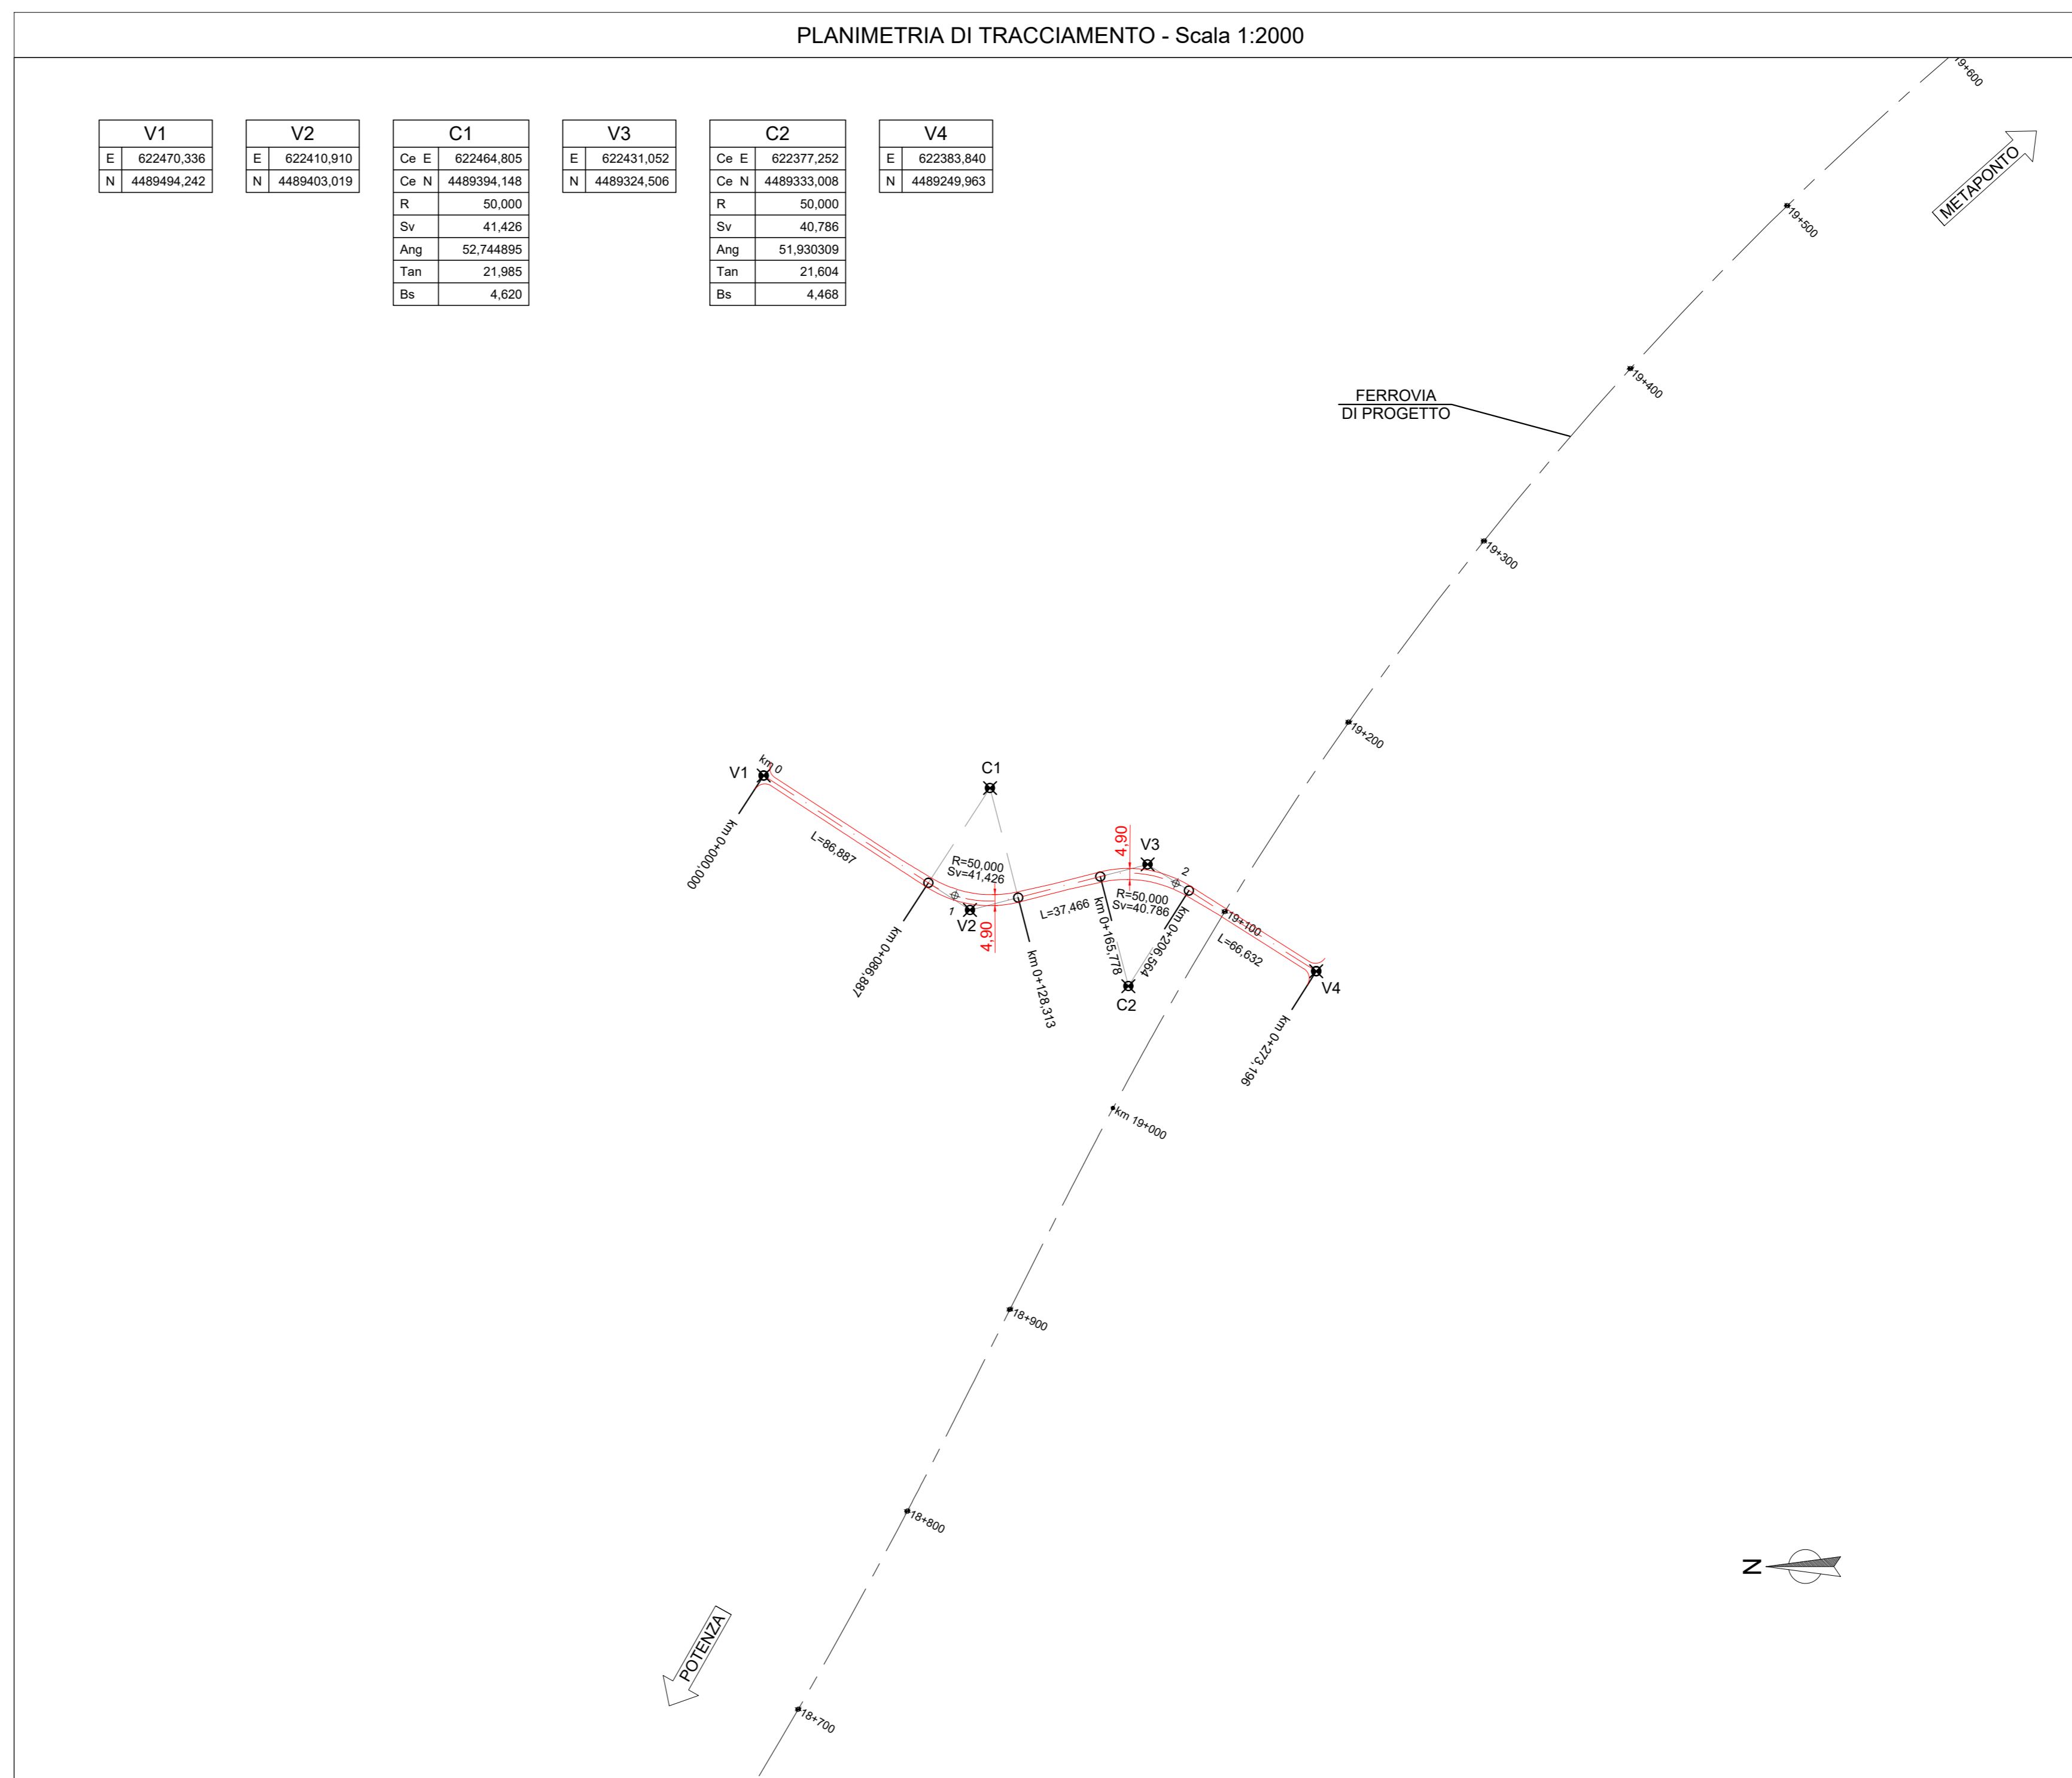 PLANIMETRIA DI TRACCIAMENTO - Scala 1:2000
V1
E 622470,336
N 4489494,242
V2
E 622410,910
N 4489403,019
C1
Ce E 622464,805
Ce N 4489394,148
R 50,000
Sv 41,426
Ang 52,744895
Tan 21,985
Bs 4,620
V3
E 622431,052
N 4489324,506
C2
Ce E 622377,252
Ce N 4489333,008
R 50,000
Sv 40,786
Ang 51,930309
Tan 21,604
Bs 4,468
V4
E 622383,840
N 4489249,963
19+600
METAPONTO
19+500
19+400
FERROVIA
DI PROGETTO
19+300
19+200
V1
km 0
km 0+000,000
L=86,887
C1
R=50,000
Sv=41,426
1
V2
4,90
km 0+086,887
km 0+128,313
L=37,466
4,90
V3
2
R=50,000
Sv=40,786
km 0+165,778
km 0+206,564
C2
19+100
L=66,632
V4
km 0+273,196
km 19+000
18+900
18+800
18+700
POTENZA
N